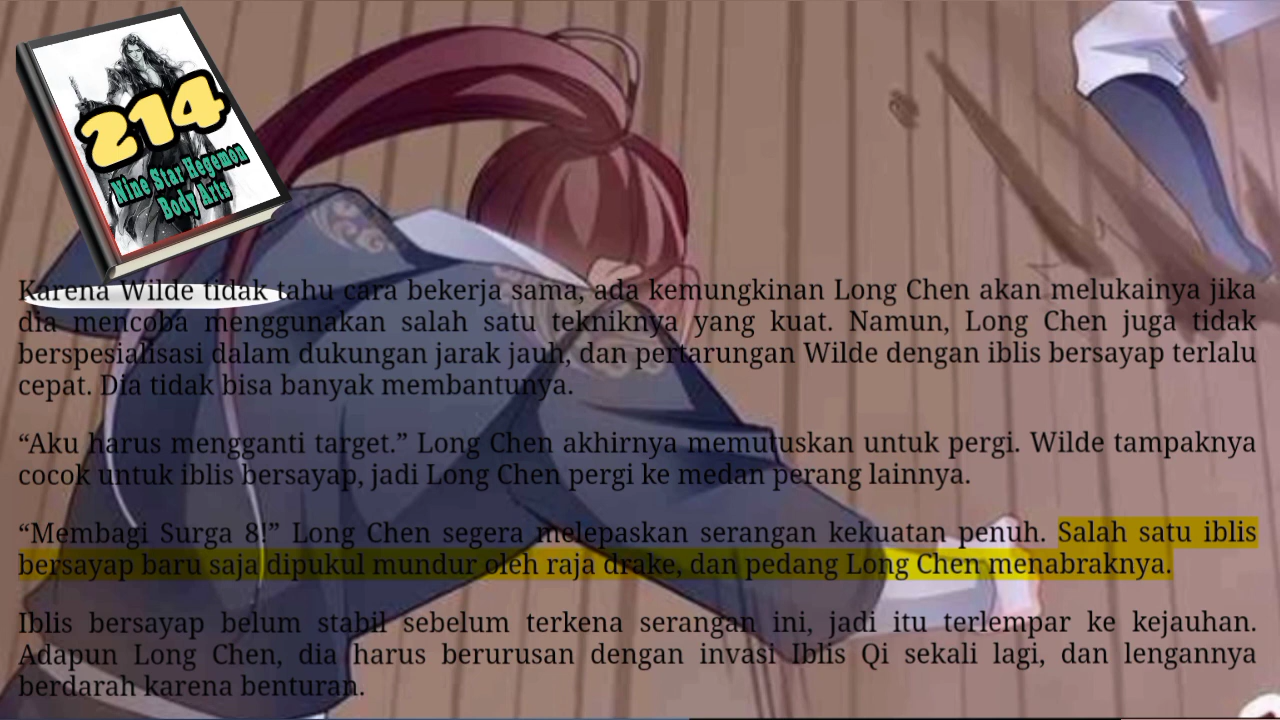 214
Nine Star Hegemon
Body Arts
Karena Wilde tidak tahu cara bekerja sama, ada kemungkinan Long Chen akan melukainya jika
dia mencoba menggunakan salah satu tekniknya yang kuat. Namun, Long Chen juga tidak
berspesialisasi dalam dukungan jarak jauh, dan pertarungan Wilde dengan iblis bersayap terlalu
cepat. Dia tidak bisa banyak membantunya.
“Aku harus mengganti target.” Long Chen akhirnya memutuskan untuk pergi. Wilde tampaknya
cocok untuk iblis bersayap, jadi Long Chen pergi ke medan perang lainnya.
“Membagi Surga 8!” Long Chen segera melepaskan serangan kekuatan penuh. Salah satu iblis
bersayap baru saja dipukul mundur oleh raja drake, dan pedang Long Chen menabraknya.
Iblis bersayap belum stabil sebelum terkena serangan ini, jadi itu terlempar ke kejauhan.
Adapun Long Chen, dia harus berurusan dengan invasi Iblis Qi sekali lagi, dan lengannya
berdarah karena benturan.